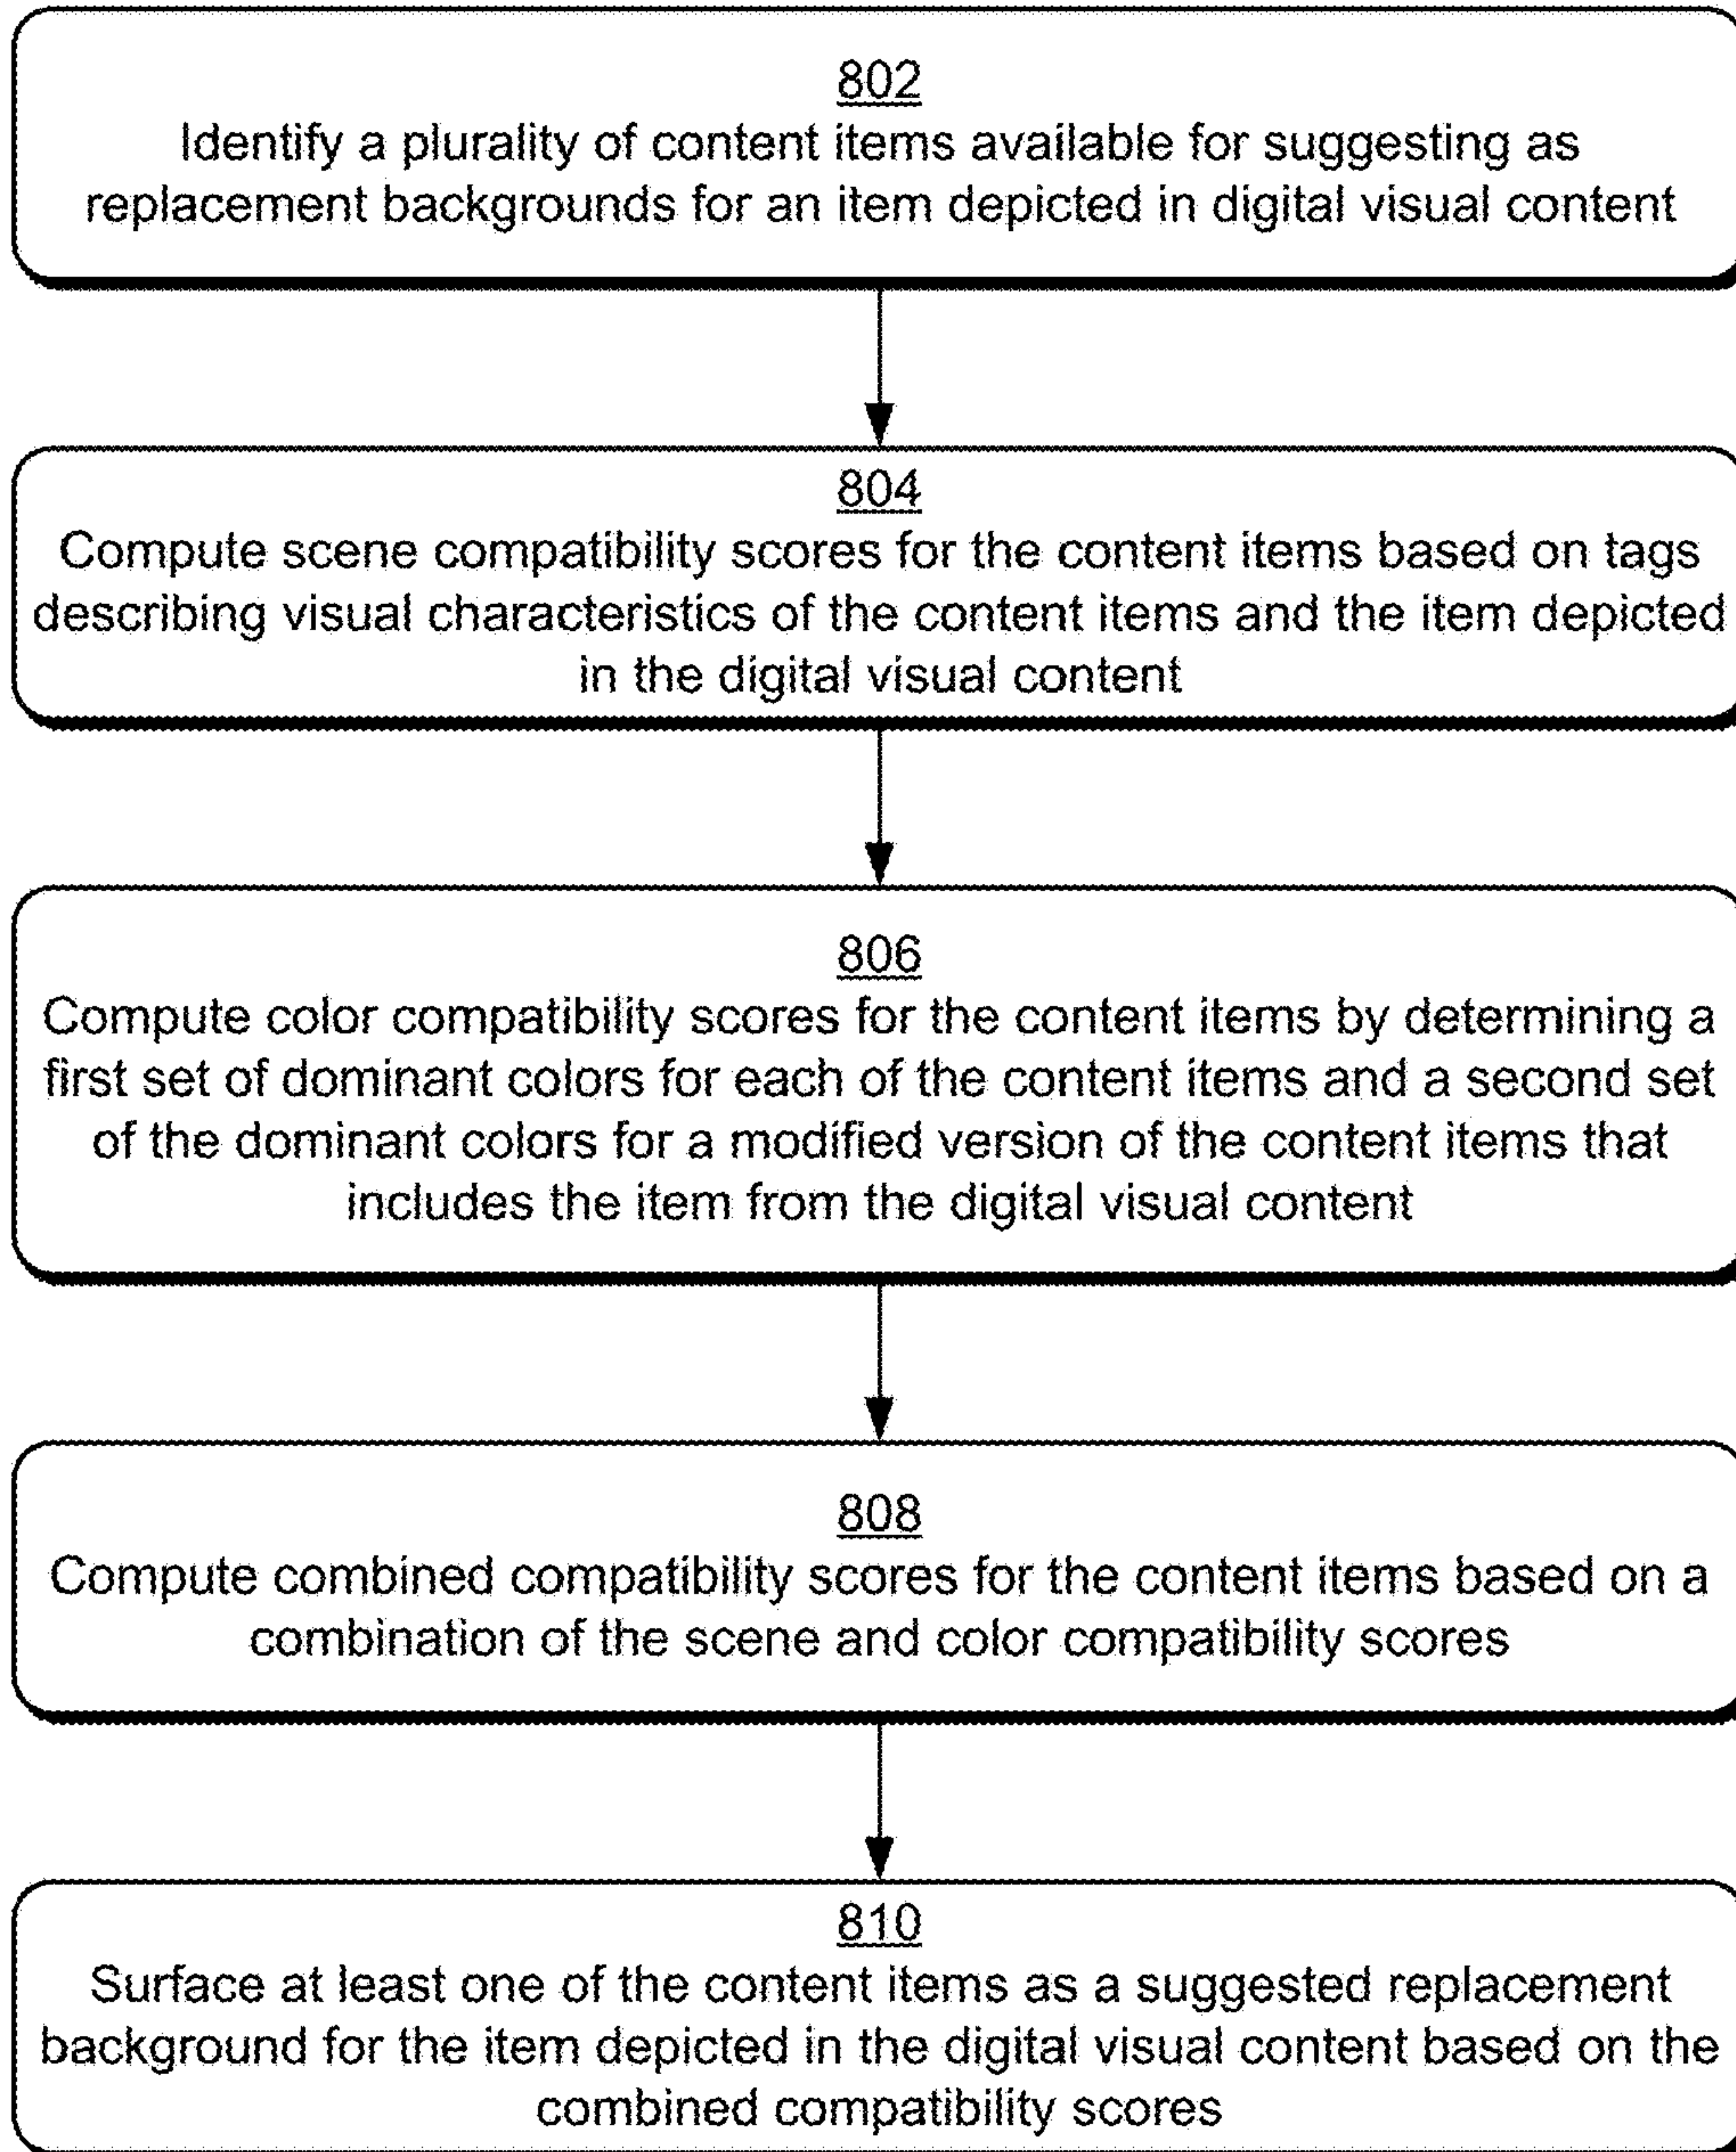 802
Identify a plurality of content items available for suggesting as
replacement backgrounds for an item depicted in digital visual content
804
Compute scene compatibility scores for the content items based on tags
describing visual characteristics of the content items and the item depicted
in the digital visual content
806
Compute color compatibility scores for the content items by determining a
first set of dominant colors for each of the content items and a second set
of the dominant colors for a modified version of the content items that
includes the item from the digital visual content
808
Compute combined compatibility scores for the content items based on a
combination of the scene and color compatibility scores
810
Surface at least one of the content items as a suggested replacement
background for the item depicted in the digital visual content based on the
combined compatibility scores